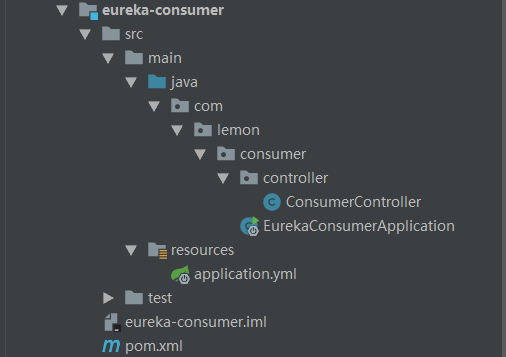 eureka-consumer
src
main
java
com
lemon
consumer
controller
ConsumerController
EurekaConsumerApplication
resources
application.yml
test
eureka-consumer.iml
pom.xml